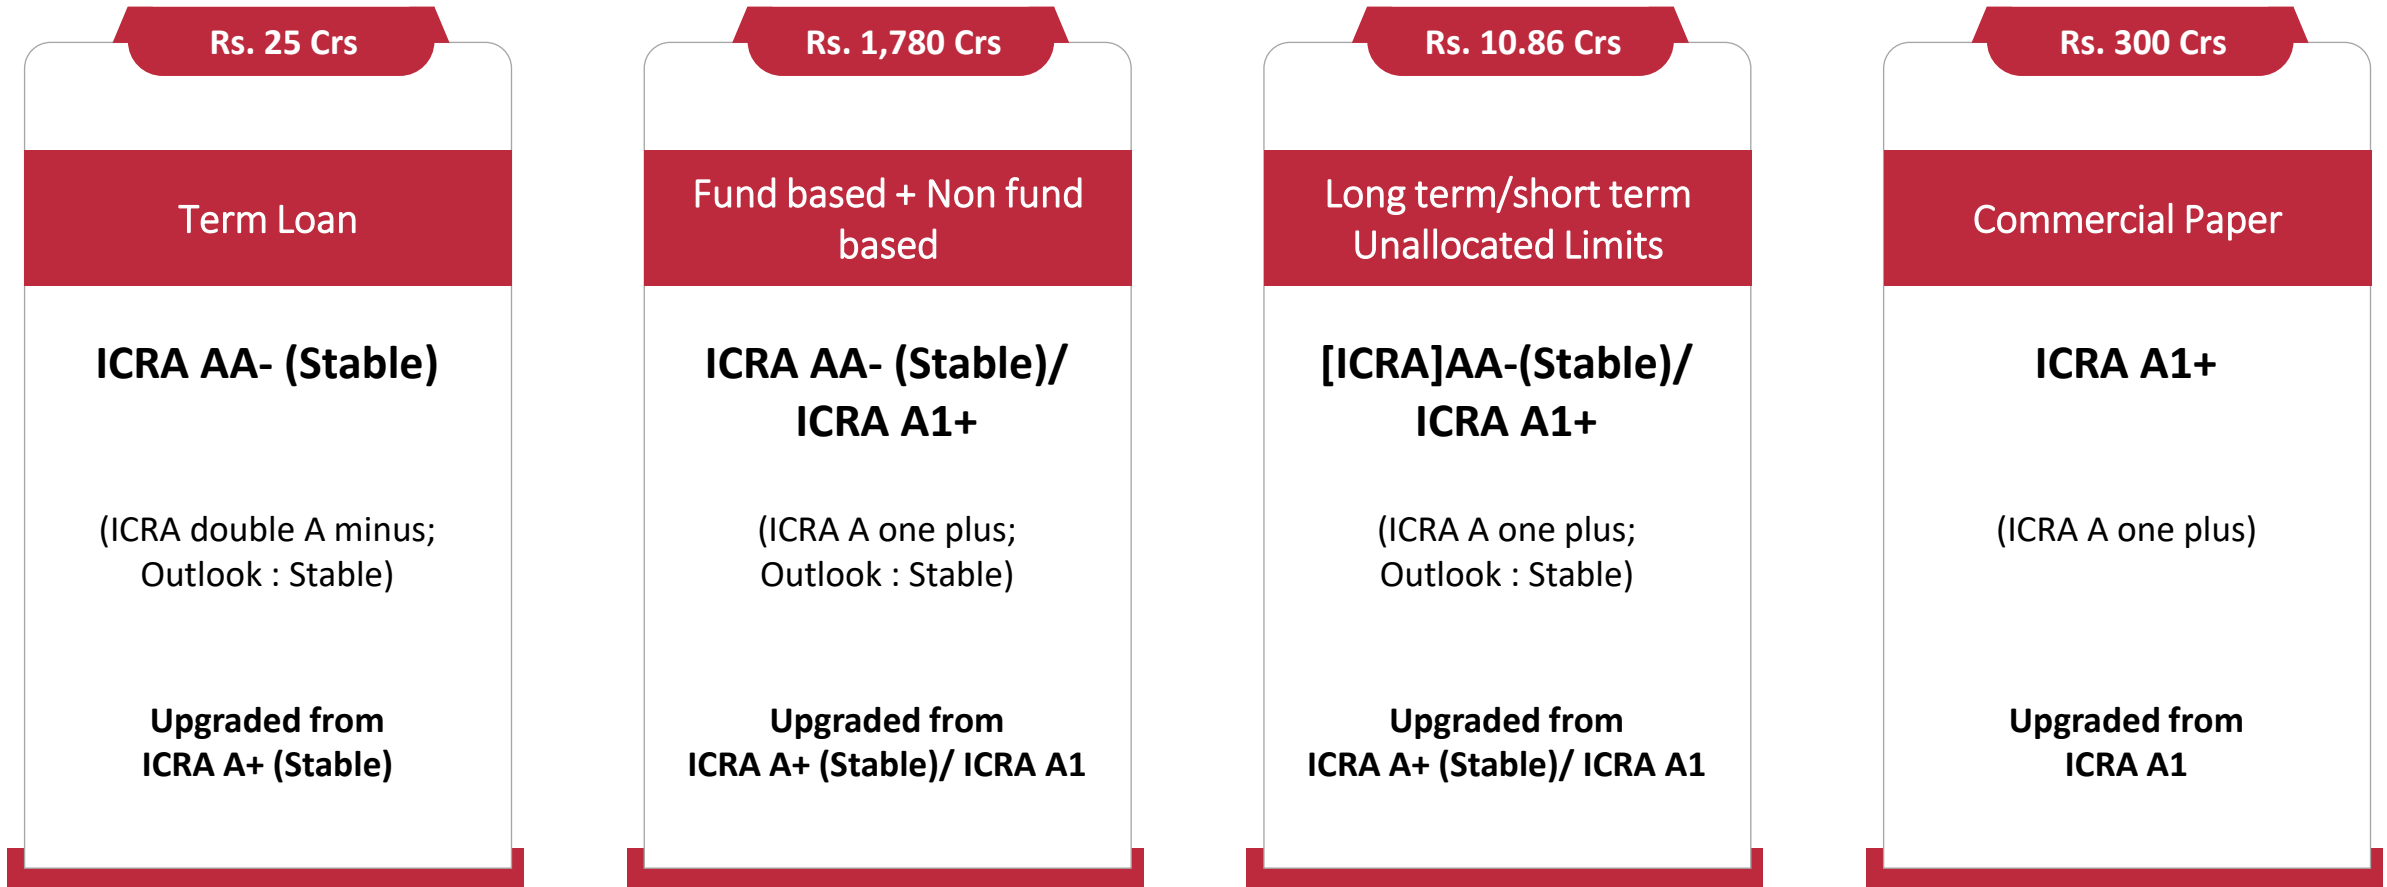 Rs. 25 Crs
Term Loan
ICRA AA- (Stable)
(ICRA double A minus;
Outlook : Stable)
Upgraded from
ICRA A+ (Stable)
Rs. 1,780 Crs
Fund based + Non fund
based
ICRA AA- (Stable)/
ICRA A1+
(ICRA A one plus;
Outlook : Stable)
Upgraded from
ICRA A+ (Stable)/ ICRA A1
Rs. 10.86 Crs
Long term/short term
Unallocated Limits
[ICRA]AA-(Stable)/
ICRA A1+
(ICRA A one plus;
Outlook : Stable)
Upgraded from
ICRA A+ (Stable)/ ICRA A1
Rs. 300 Crs
Commercial Paper
ICRA A1+
(ICRA A one plus)
Upgraded from
ICRA A1